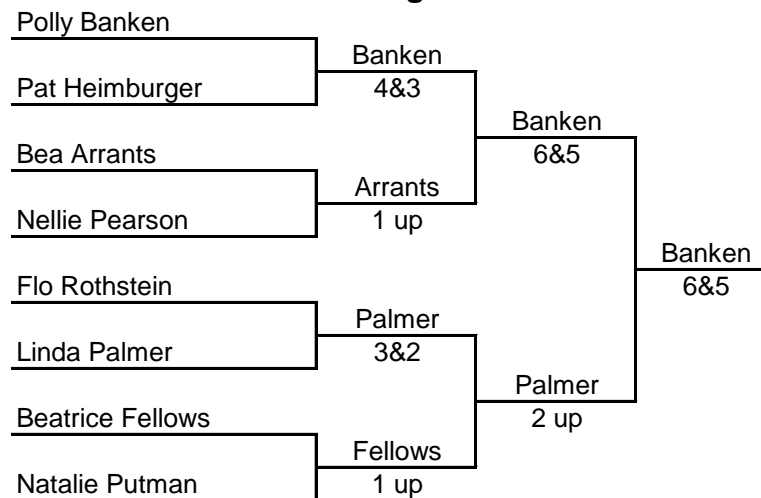 Polly Banken
Banken
Pat Heimburger
4&3
Banken
Bea Arrants
6&5
Arrants
Nellie Pearson
1 up
Banken
Flo Rothstein
6&5
Palmer
Linda Palmer
3&2
Palmer
Beatrice Fellows
2 up
Fellows
Natalie Putman
1 up